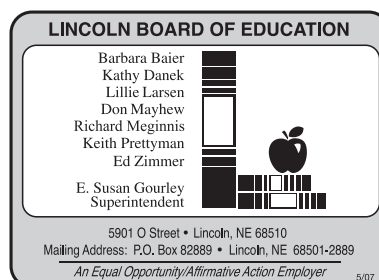 LINCOLN BOARD OF EDUCATION
Barbara Baier
Kathy Danek
Lillie Larsen
Don Mayhew
Richard Meginnis
Keith Prettyman
Ed Zimmer
E. Susan Gourley
Superintendent
5901 O Street • Lincoln, NE 68510
Mailing Address: P.O. Box 82889 • Lincoln, NE 68501-2889
An Equal Opportunity/Affirmative Action Employer
5/07